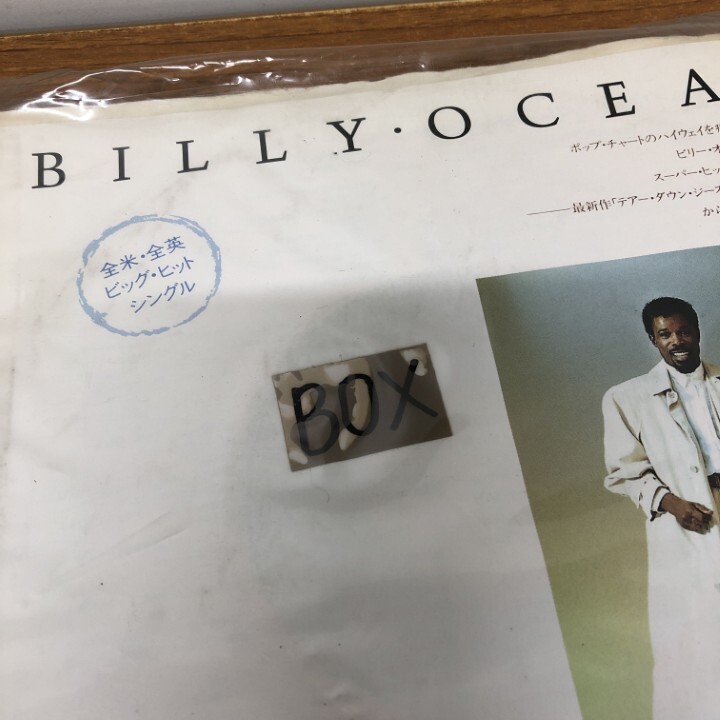 BILLY・OCEA
ポップ・チャートのハイウェイを
ビリー・オ
スーパー・ヒッ
——最新作「テアー・ダウン・ジーズ
から
全米・全英
ビッグ・ヒット
シングル
BOX